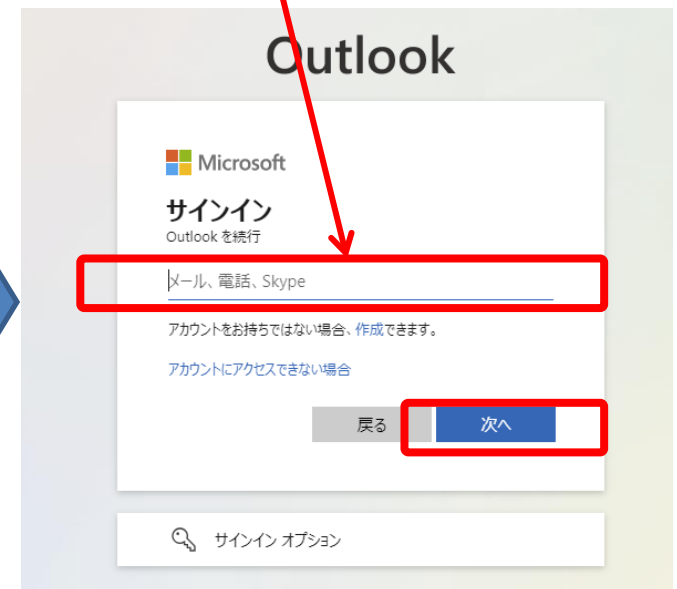 Outlook
Microsoft
サインイン
Outlook を続行
メール、電話、Skype
アカウントをお持ちではない場合、作成できます。
アカウントにアクセスできない場合
戻る 次へ
サインイン オプション